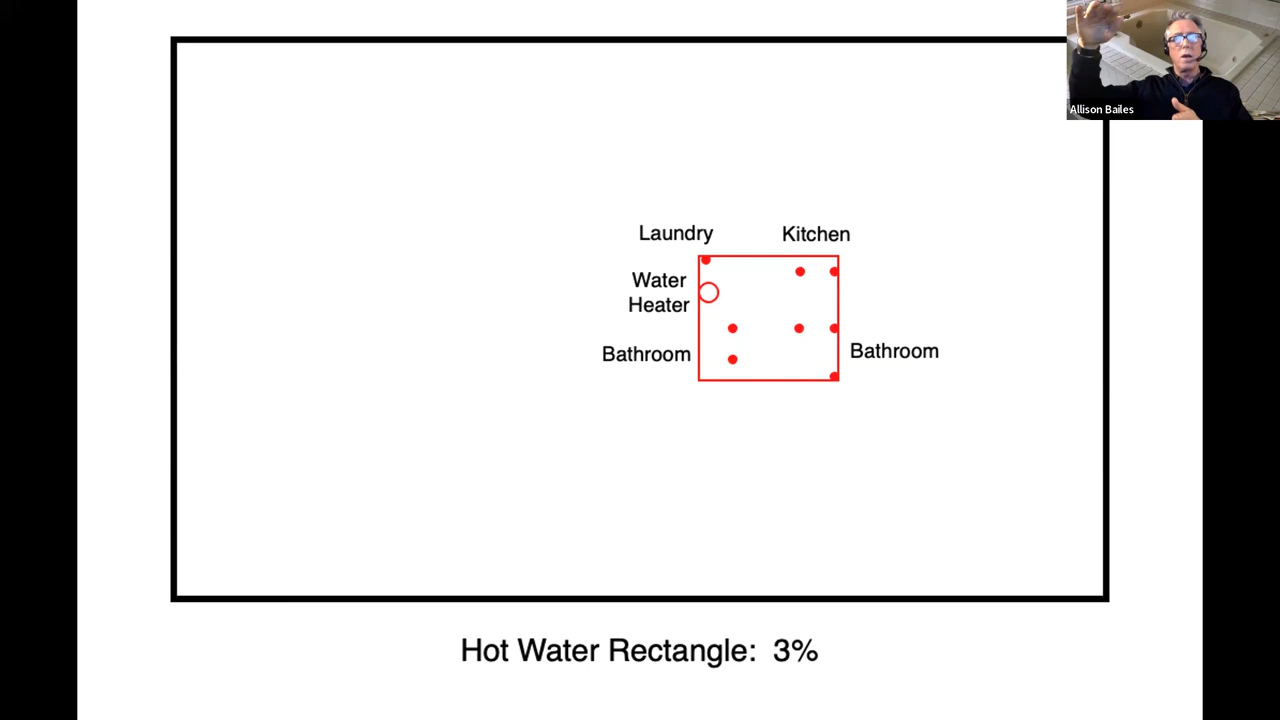 Allison Bailes
Laundry
Kitchen
Water
Heater
Bathroom
Bathroom
Hot Water Rectangle: 3%